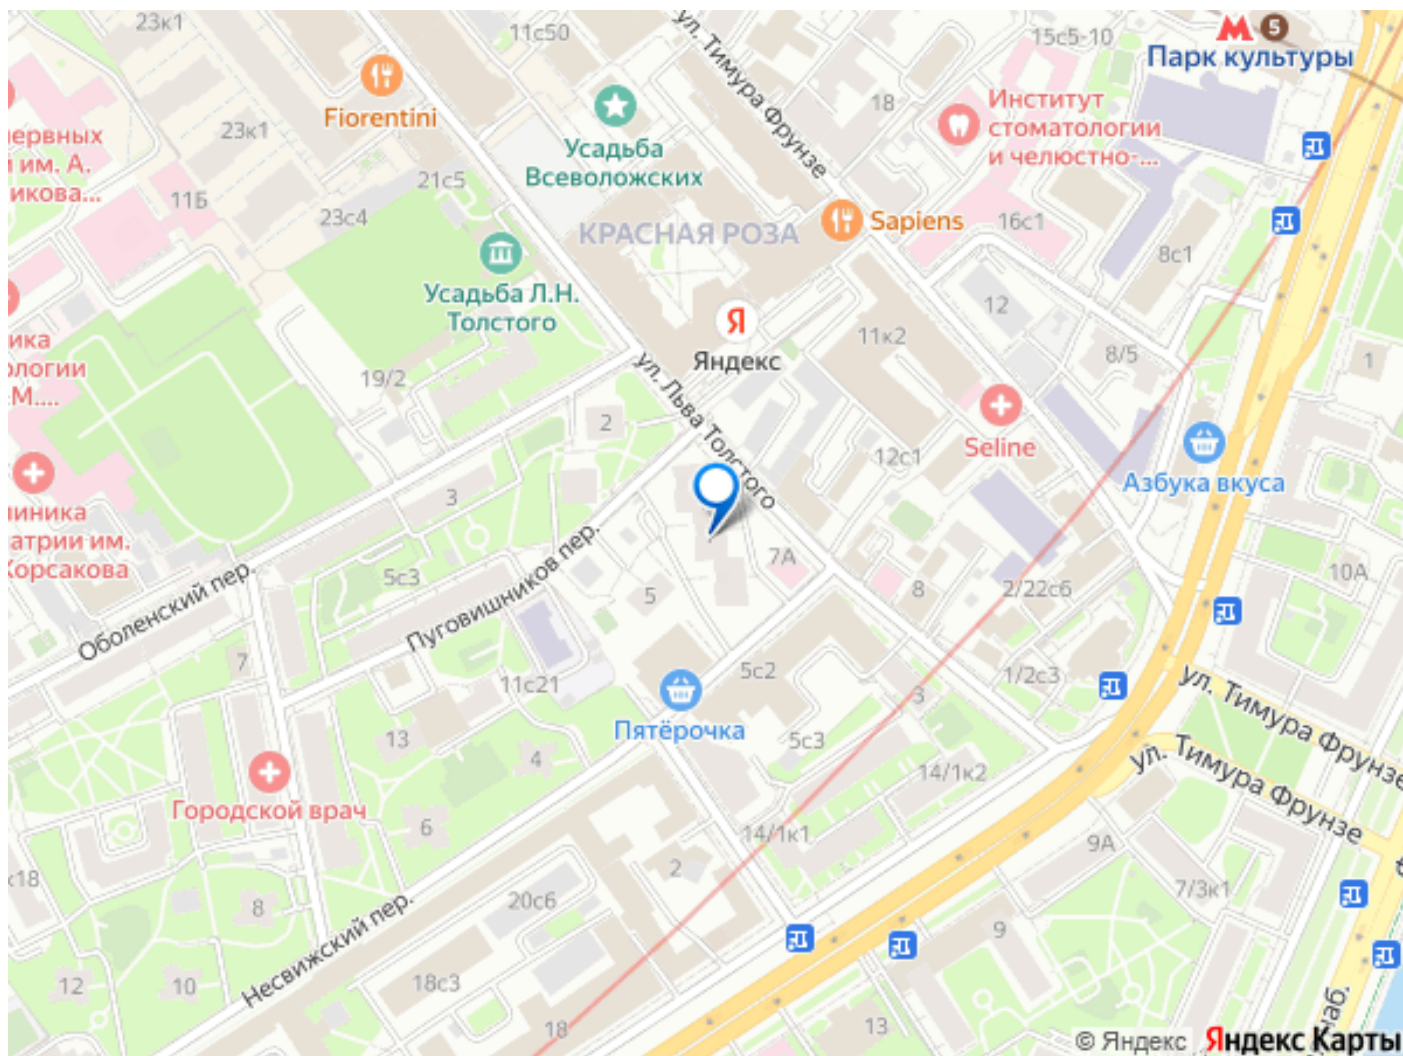 23к1
11с50
ул. Тимура Фрунзе
15с5-10
5
Парк культуры
Fiorentini
23к1
Усадьба
Всеволожских
18
Институт
стоматологии
и челюстно-...
им. А.
11Б
21с5
23с4
КРАСНАЯ РОЗА
Sapiens
16с1
8с1
Усадьба Л.Н.
Толстого
12
Я
Яндекс
11к2
8/5
1
19/2
ул. Льва Толстого
2
Seline
12с1
Азбука вкуса
3
5с3
Оболенский пер.
Пуговишников пер.
7А
5
8
2/22с6
10А
7
11с21
5с2
3
1/2с3
ул. Тимура Фрунзе
Пятёрочка
13
4
5с3
14/1к2
ул. Тимура Фрунзе
Городской врач
6
14/1к1
9А
2
7/3к1
20с6
8
Несвижский пер.
9
12
10
18с3
18
13
наб.
© Яндекс Яндекс Карты